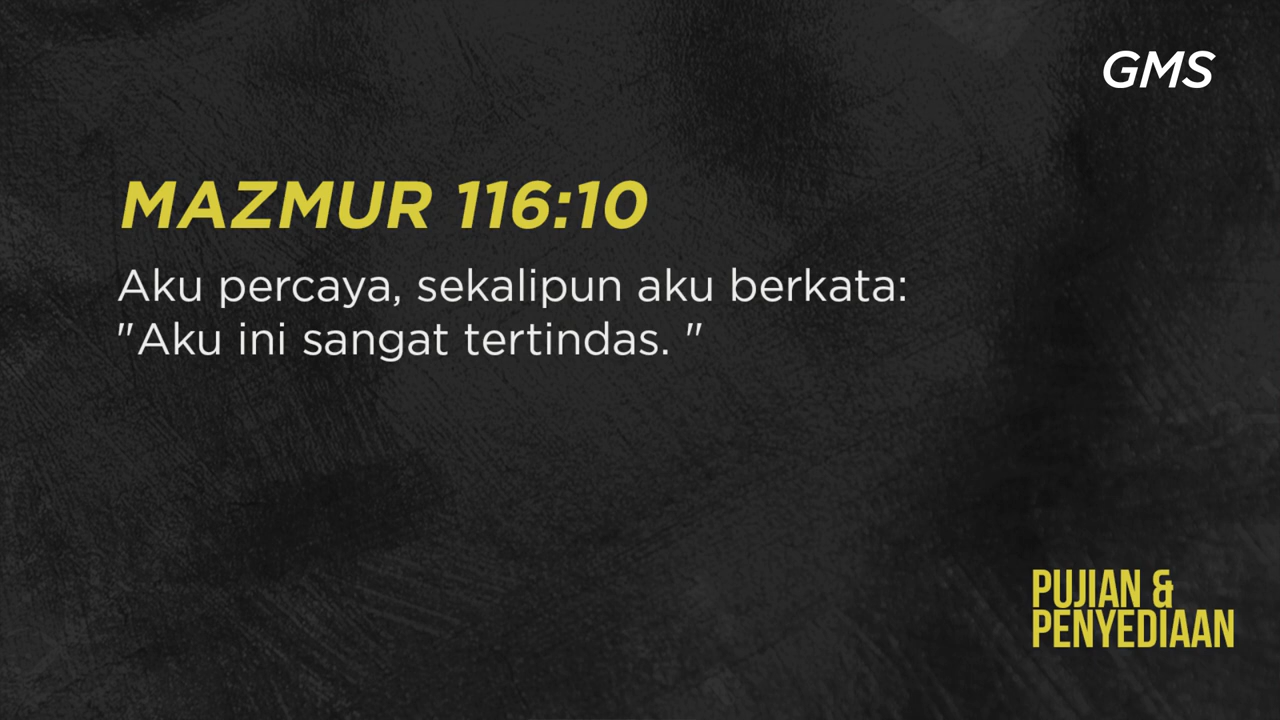 GMS
MAZMUR 116:10
Aku percaya, sekalipun aku berkata:
"Aku ini sangat tertindas. "
PUJIAN &
PENYEDIAAN